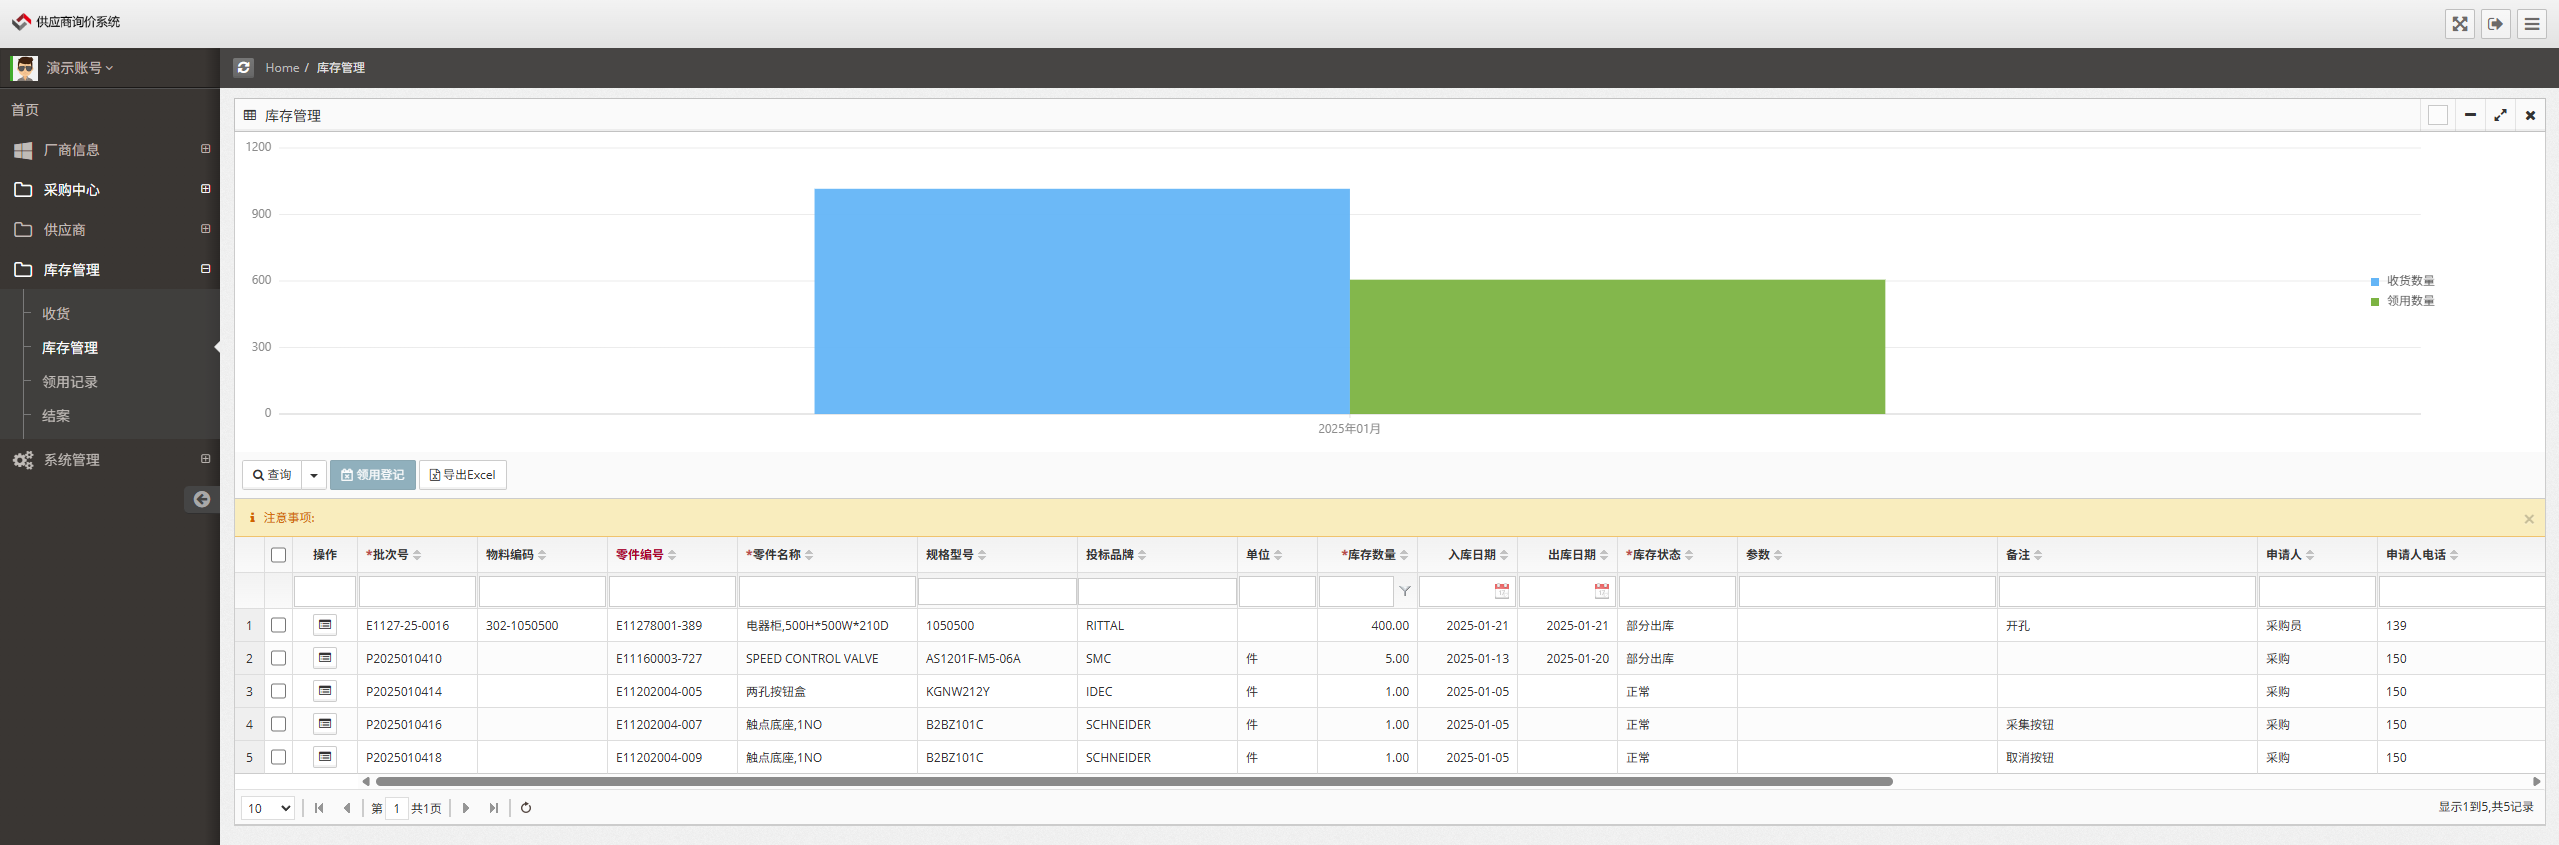 供应商询价系统
演示账号
Home / 库存管理
首页
厂商信息
采购中心
供应商
库存管理
收货
库存管理
领用记录
结案
系统管理
库存管理
1200
900
600
300
0
2025年01月
收货数量
领用数量
查询 领用登记 导出Excel
注意事项:
操作 *批次号 物料编码 零件编号 *零件名称 规格型号 投标品牌 单位 *库存数量 入库日期 出库日期 *库存状态 参数 备注 申请人 申请人电话
1 E1127-25-0016 302-1050500 E11278001-389 电器柜,500H*500W*210D 1050500 RITTAL 400.00 2025-01-21 2025-01-21 部分出库 开孔 采购员 139
2 P2025010410 E11160003-727 SPEED CONTROL VALVE AS1201F-M5-06A SMC 件 5.00 2025-01-13 2025-01-20 部分出库 采购 150
3 P2025010414 E11202004-005 两孔按钮盒 KGNW212Y IDEC 件 1.00 2025-01-05 正常 采购 150
4 P2025010416 E11202004-007 触点底座,1NO B2BZ101C SCHNEIDER 件 1.00 2025-01-05 正常 采集按钮 采购 150
5 P2025010418 E11202004-009 触点底座,1NO B2BZ101C SCHNEIDER 件 1.00 2025-01-05 正常 取消按钮 采购 150
10 第 1 共1页 显示1到5,共5记录